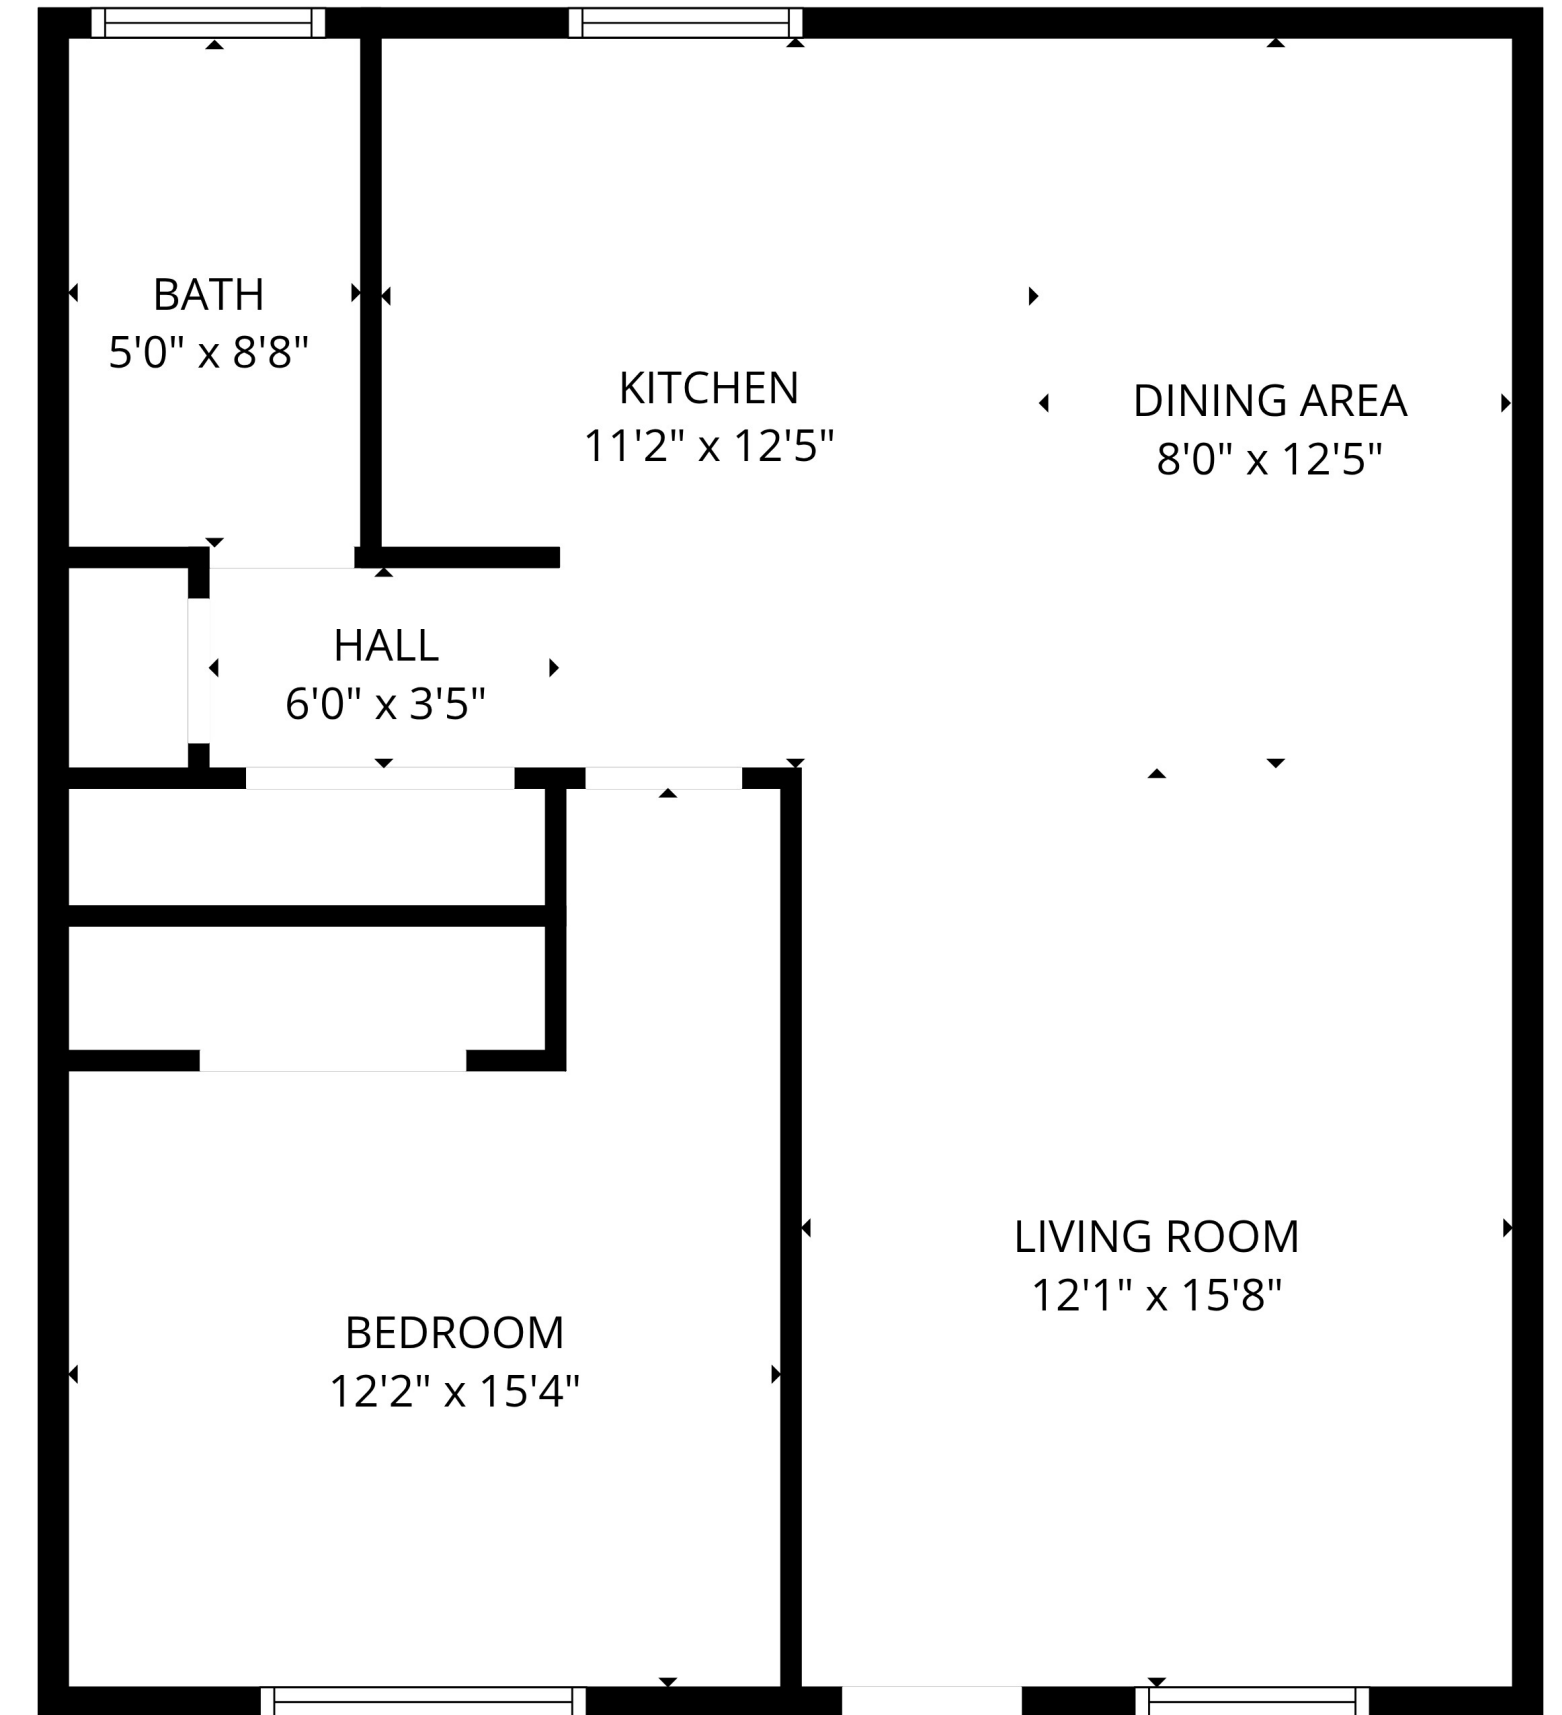 BATH
5'0" x 8'8"
KITCHEN
11'2" x 12'5"
DINING AREA
8'0" x 12'5"
HALL
6'0" x 3'5"
LIVING ROOM
12'1" x 15'8"
BEDROOM
12'2" x 15'4"